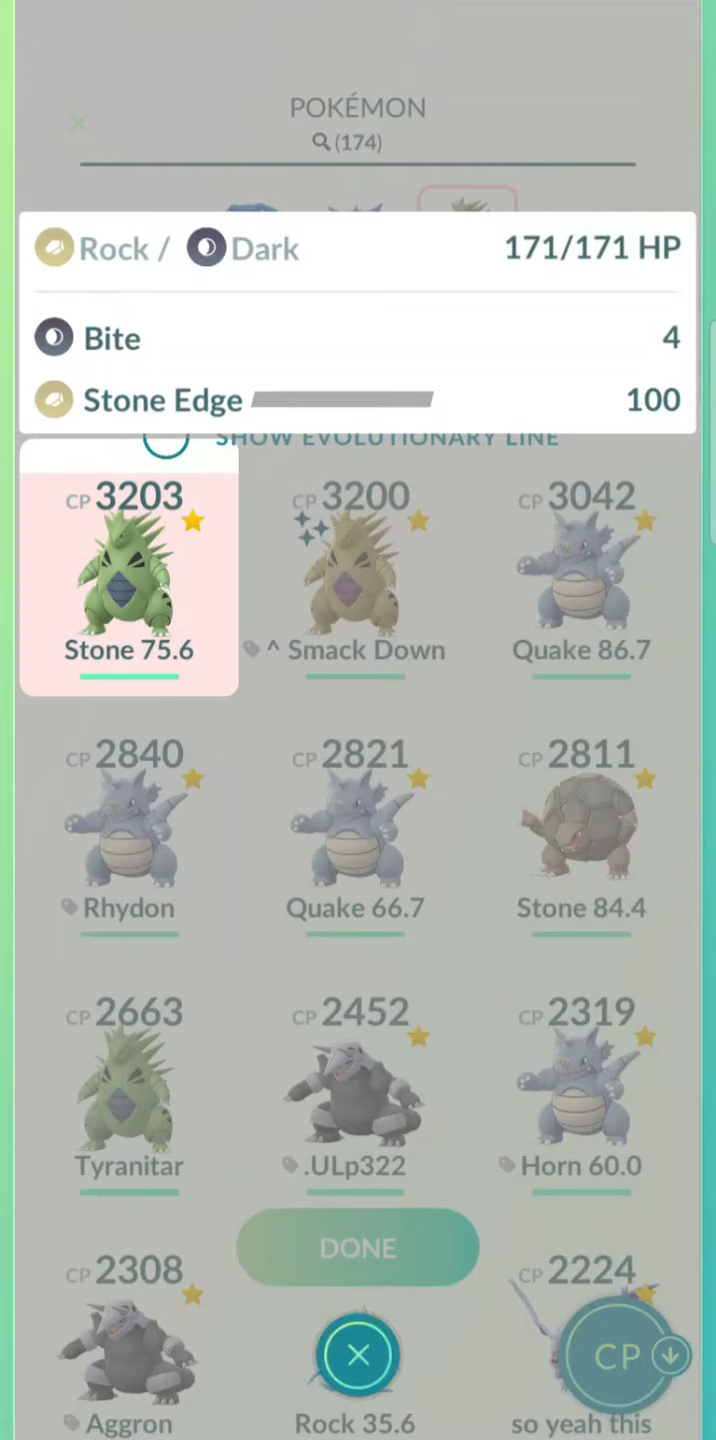 POKÉMON
(174)
Rock / Dark 171/171 HP
Bite 4
Stone Edge 100
SHOW EVOLUTIONARY LINE
CP 3203 CP 3200 CP 3042
Stone 75.6 ^ Smack Down Quake 86.7
CP 2840 CP 2821 CP 2811
Rhydon Quake 66.7 Stone 84.4
CP 2663 CP 2452 CP 2319
Tyranitar .ULp322 Horn 60.0
DONE
CP 2308 CP 2224
CP
Aggron Rock 35.6 so yeah this